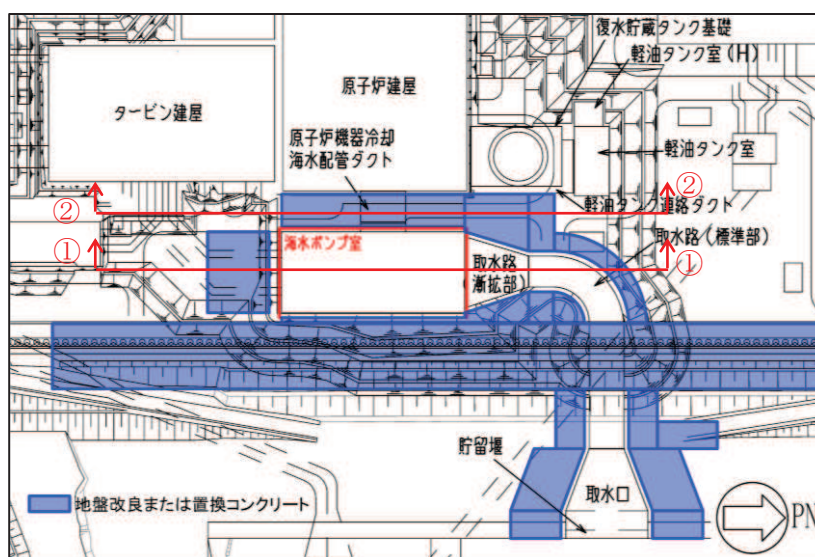 復水貯蔵タンク基礎
軽油タンク室(H)
原子炉建屋
タービン建屋
原子炉機器冷却
海水配管ダクト
軽油タンク室
②
②
軽油タンク連絡ダクト
取水路(標準部)
①
①
海水ポンプ室
取水路
漸拡部)
貯留堰
取水口
地盤改良または置換コンクリート
PN